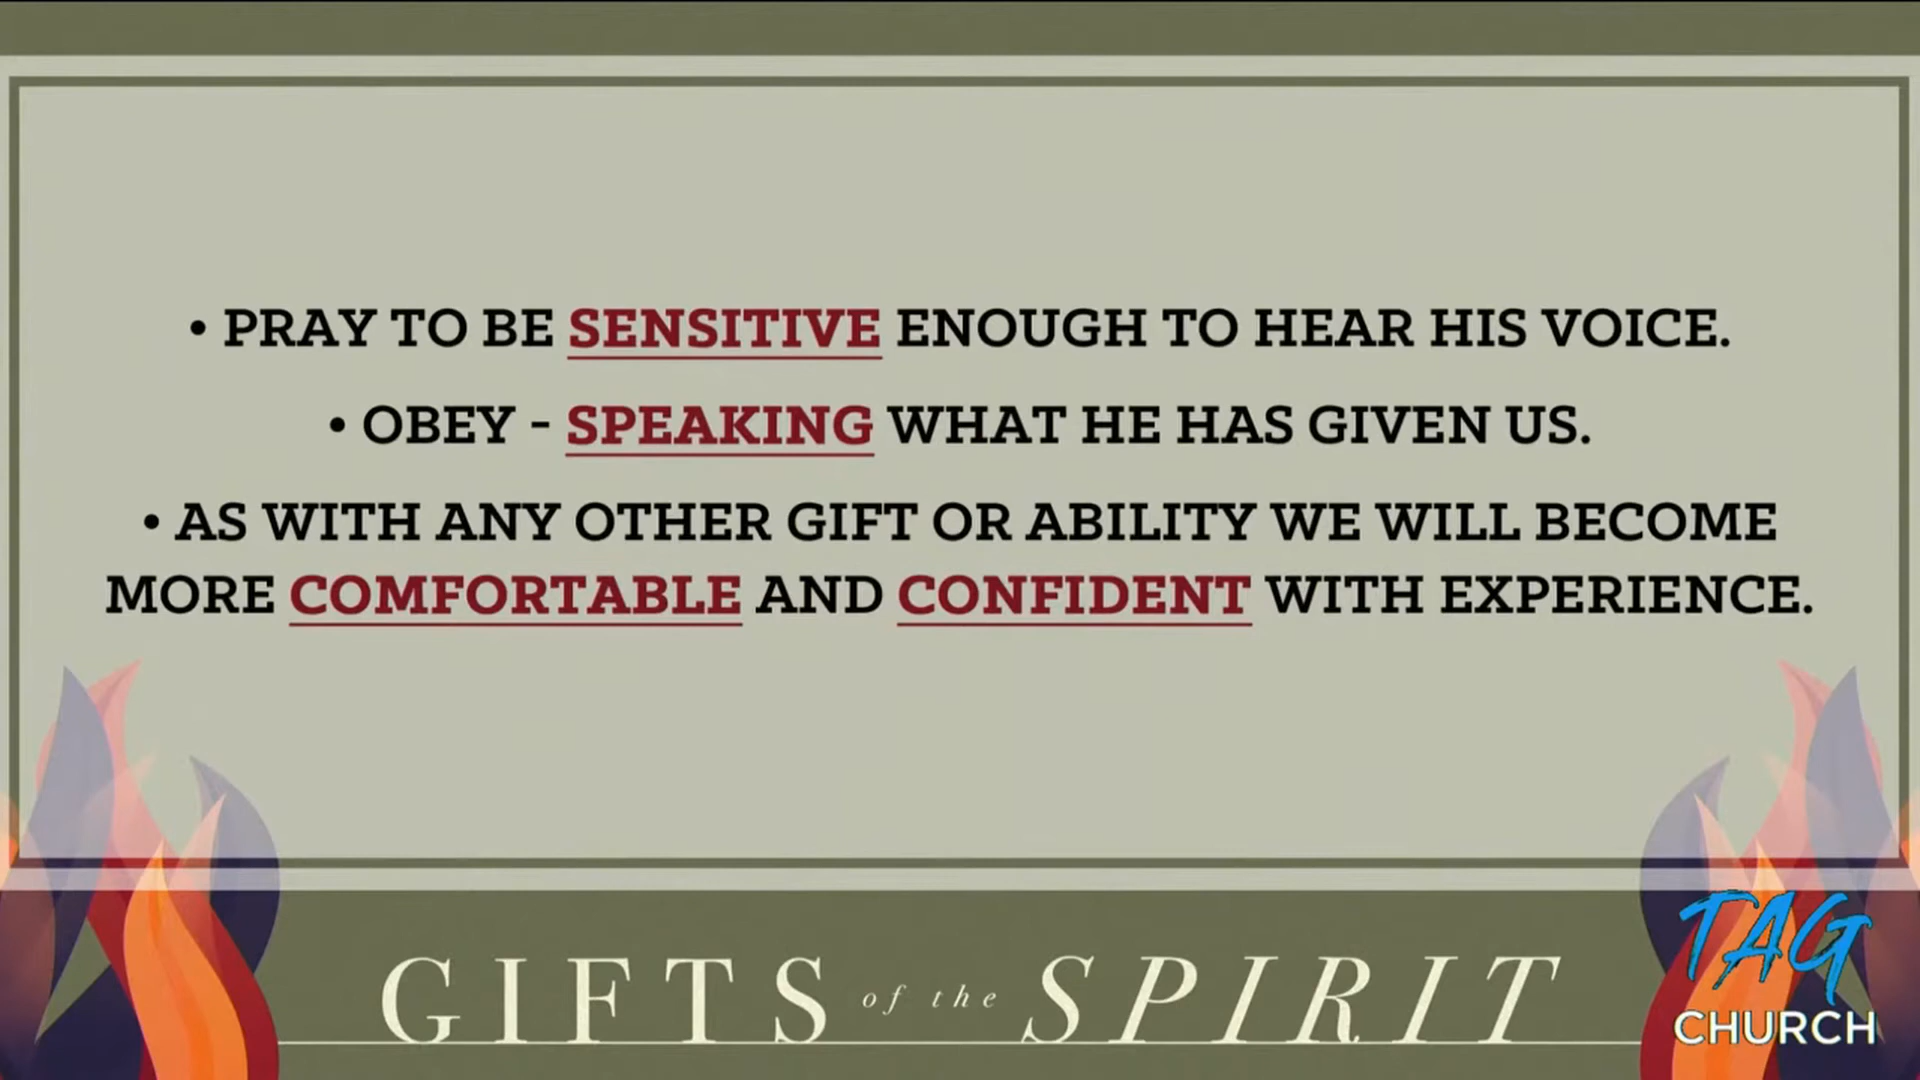 • PRAY TO BE SENSITIVE ENOUGH TO HEAR HIS VOICE.
• OBEY - SPEAKING WHAT HE HAS GIVEN US.
• AS WITH ANY OTHER GIFT OR ABILITY WE WILL BECOME
MORE COMFORTABLE AND CONFIDENT WITH EXPERIENCE.
GIFTS of the SPIRIT
TAG
CHURCH